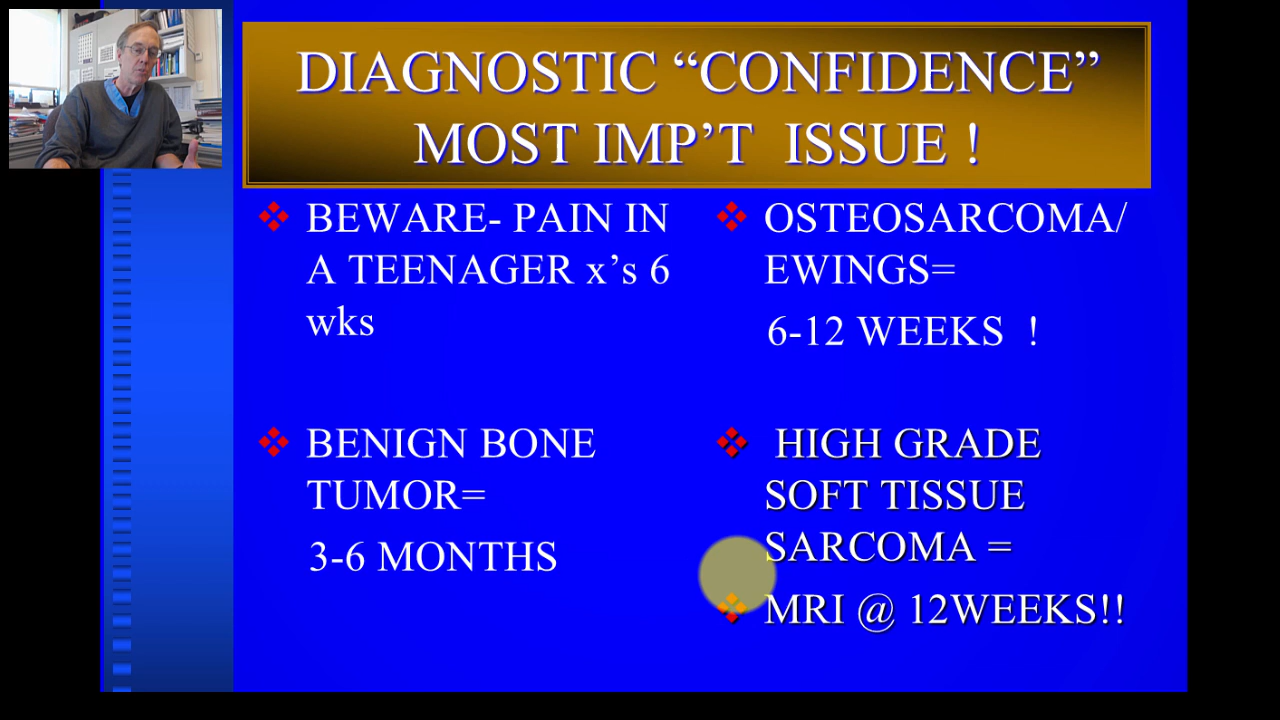 DIAGNOSTIC “CONFIDENCE”
MOST IMP’T ISSUE !
BEWARE- PAIN IN
A TEENAGER x’s 6
wks
BENIGN BONE
TUMOR=
3-6 MONTHS
OSTEOSARCOMA/
EWINGS=
6-12 WEEKS !
HIGH GRADE
SOFT TISSUE
SARCOMA =
MRI @ 12WEEKS!!